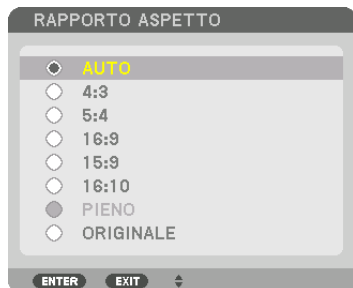 RAPPORTO ASPETTO
AUTO
4:3
5:4
16:9
15:9
16:10
PIENO
ORIGINALE
ENTER EXIT